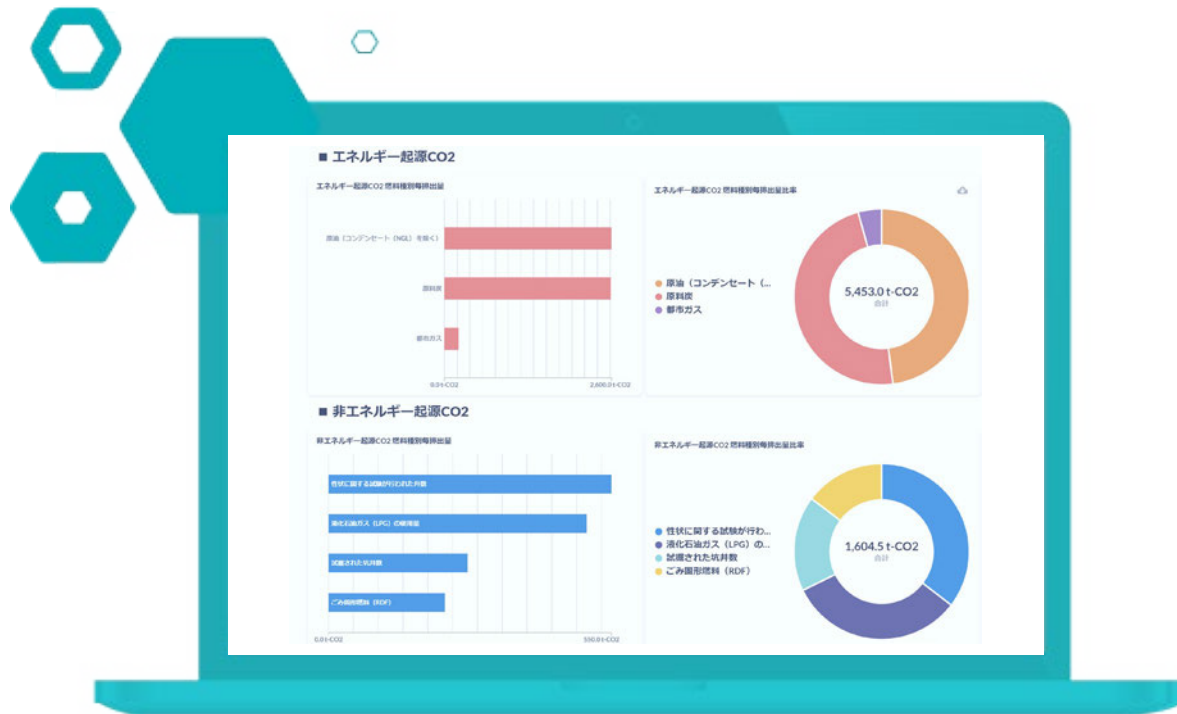 ■ エネルギー起源CO2
エネルギー起源CO2 燃料種別毎排出量
原油（コンデンセート（NGL）を除く）
原料炭
都市ガス
0.0 t-CO2
2,600.0 t-CO2
エネルギー起源CO2 燃料種別毎排出量比率
原油（コンデンセート（...
原料炭
都市ガス
5,453.0 t-CO2
合計
■ 非エネルギー起源CO2
非エネルギー起源CO2 燃料種別毎排出量
性状に関する試験が行われた井数
液化石油ガス（LPG）の使用量
試掘された坑井数
ごみ固形燃料（RDF）
0.0 t-CO2
550.0 t-CO2
非エネルギー起源CO2 燃料種別毎排出量比率
性状に関する試験が行わ...
液化石油ガス（LPG）の...
試掘された坑井数
ごみ固形燃料（RDF）
1,604.5 t-CO2
合計